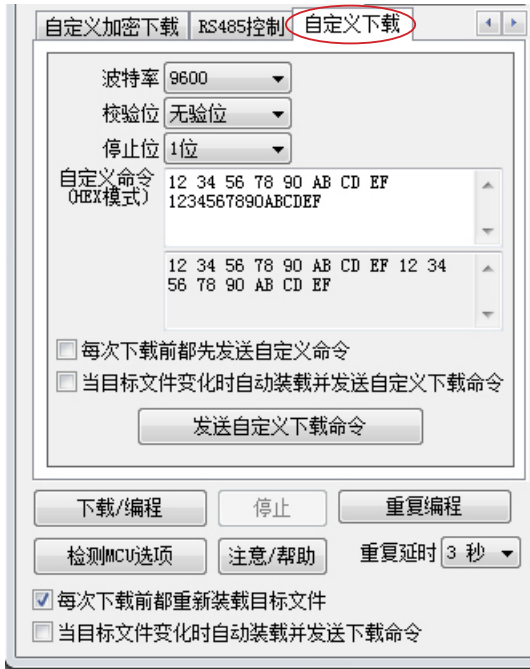 自定义加密下载 RS485控制 自定义下载
波特率 9600
校验位 无验位
停止位 1位
自定义命令
(HEX模式)
12 34 56 78 90 AB CD EF
1234567890ABCDEF
12 34 56 78 90 AB CD EF 12 34
56 78 90 AB CD EF
每次下载前都先发送自定义命令
当目标文件变化时自动装载并发送自定义下载命令
发送自定义下载命令
下载/编程 停止 重复编程
检测MCU选项 注意/帮助 重复延时 3 秒
每次下载前都重新装载目标文件
当目标文件变化时自动装载并发送下载命令